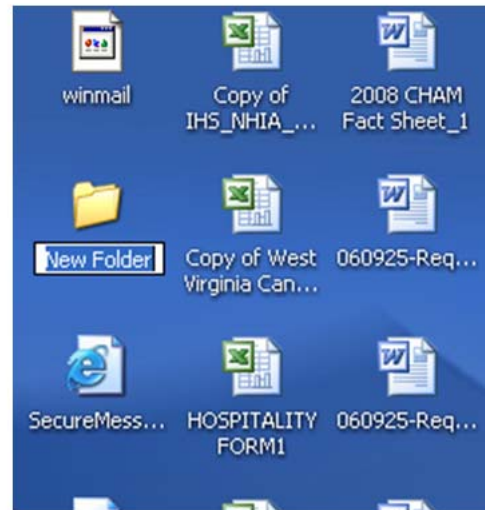 winmail
Copy of
IHS_NHIA_...
2008 CHAM
Fact Sheet_1
New Folder
Copy of West
Virginia Can...
060925-Req...
SecureMess...
HOSPITALITY
FORM1
060925-Req...